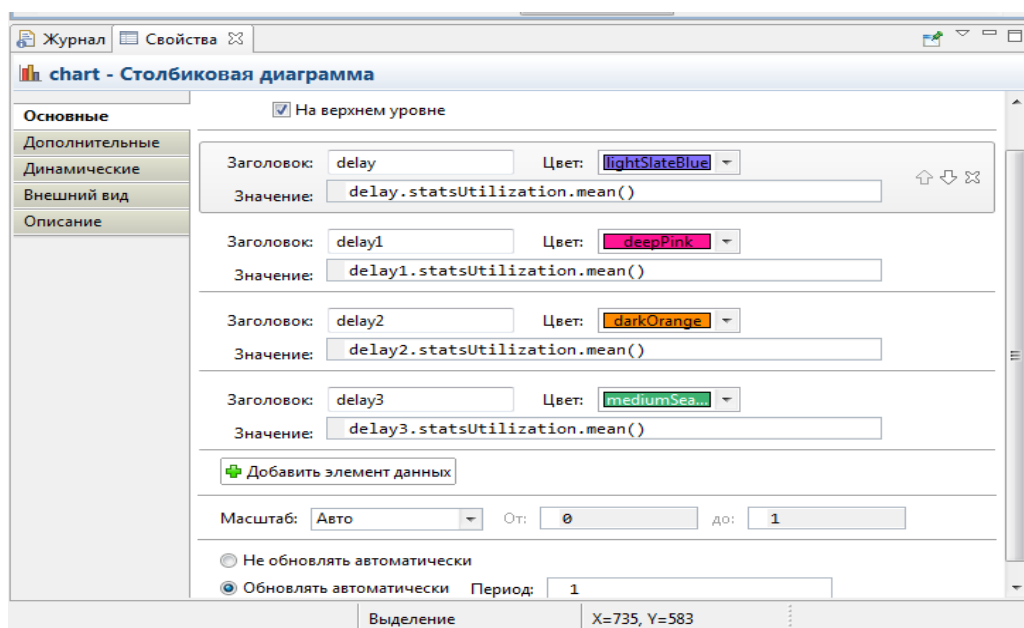 Журнал Свойства
chart - Столбиковая диаграмма
Основные
Дополнительные
Динамические
Внешний вид
Описание
На верхнем уровне
Заголовок: delay Цвет: lightSlateBlue
Значение: delay.statsUtilization.mean()
Заголовок: delay1 Цвет: deepPink
Значение: delay1.statsUtilization.mean()
Заголовок: delay2 Цвет: darkOrange
Значение: delay2.statsUtilization.mean()
Заголовок: delay3 Цвет: mediumSea...
Значение: delay3.statsUtilization.mean()
Добавить элемент данных
Масштаб: Авто От: 0 до: 1
Не обновлять автоматически
Обновлять автоматически Период: 1
Выделение X=735, Y=583